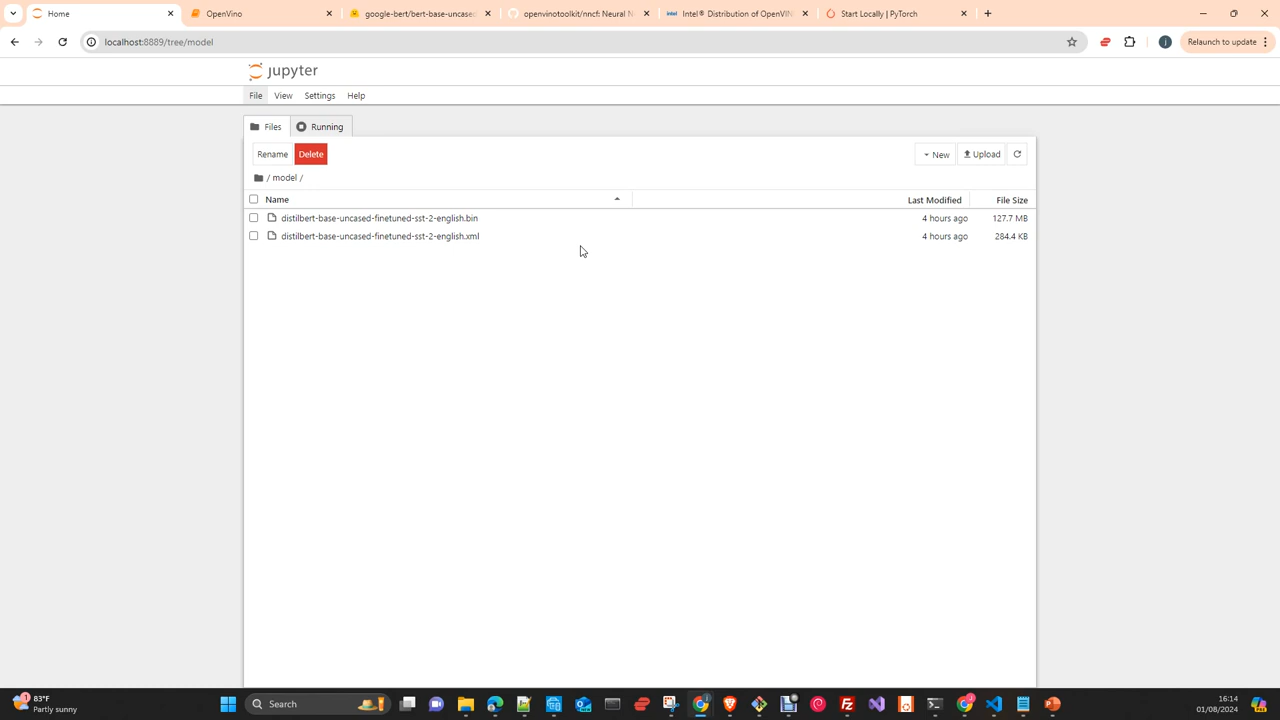 Home
OpenVino
google-bert/bert-base-uncased
openvinotoolkit/nncf: Neural N
Intel® Distribution of OpenVIN
Start Locally | PyTorch
localhost:8889/tree/model
Relaunch to update
jupyter
File View Settings Help
Files Running
Rename Delete New Upload
/ model /
Name Last Modified File Size
distilbert-base-uncased-finetuned-sst-2-english.bin 4 hours ago 127.7 MB
distilbert-base-uncased-finetuned-sst-2-english.xml 4 hours ago 284.4 KB
1
83°F
Partly sunny
Search
16:14
01/08/2024